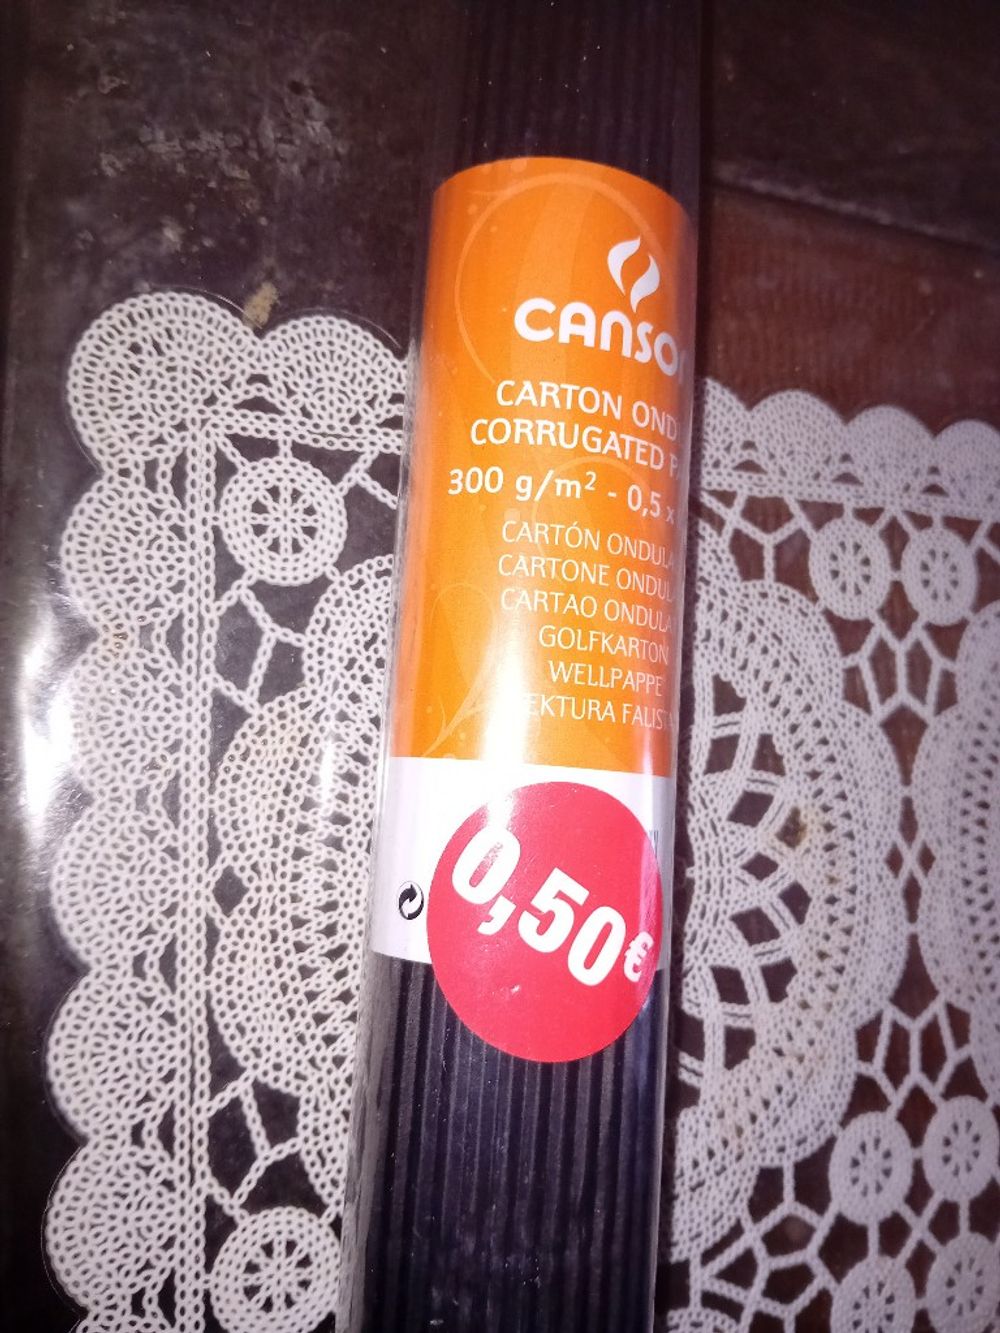 CANSO
CARTON OND
CORRUGATED P
300 g/m² - 0,5 x
CARTÓN ONDULA
CARTONE ONDUL
CARTAO ONDULA
GOLFKARTON
WELLPAPPE
EKTURA FALIST
0,50€